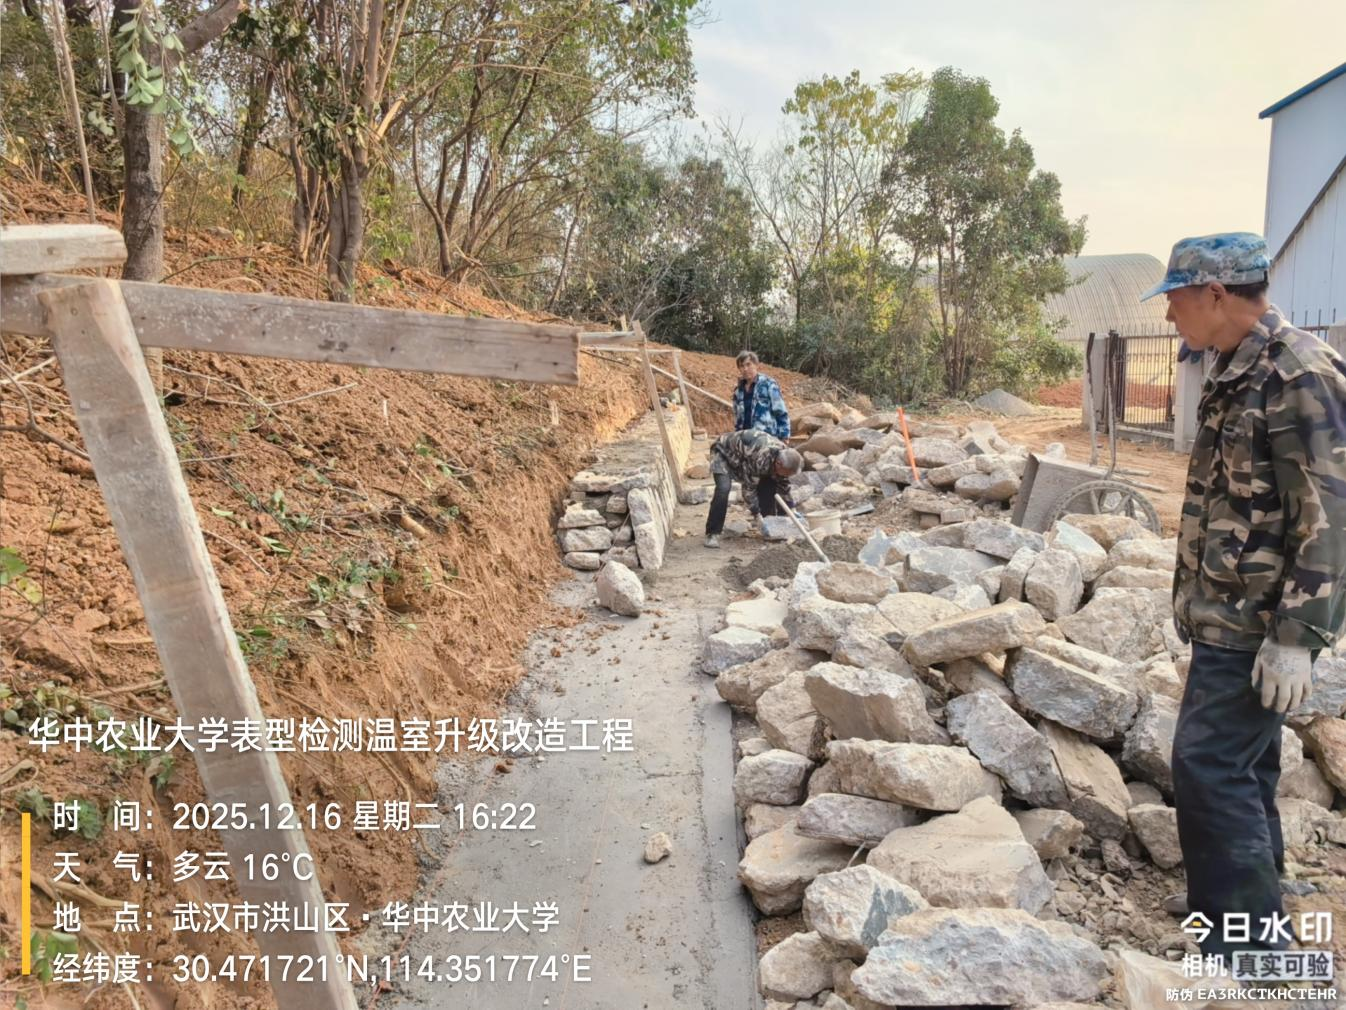 华中农业大学表型检测温室升级改造工程
时 间：2025.12.16 星期二 16:22
天 气：多云 16°C
地 点：武汉市洪山区·华中农业大学
经纬度：30.471721°N,114.351774°E
今日水印
相机 真实可验
防伪 EA3RKCTKHCTEHR